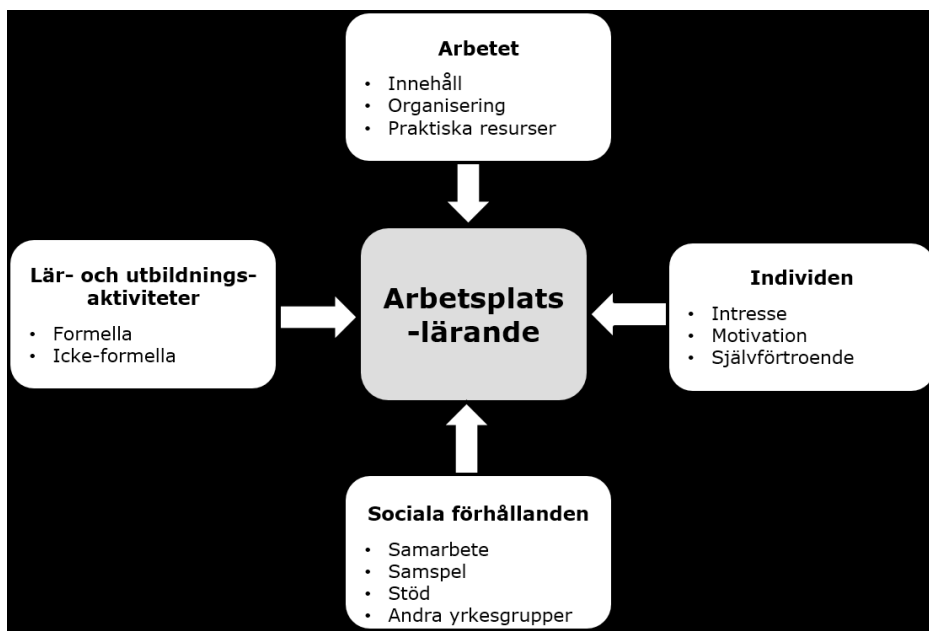 Arbetet
• Innehåll
• Organisering
• Praktiska resurser
Lär- och utbildnings-
aktiviteter
• Formella
• Icke-formella
Arbetsplats
-lärande
Individen
• Intresse
• Motivation
• Självförtroende
Sociala förhållanden
• Samarbete
• Samspel
• Stöd
• Andra yrkesgrupper